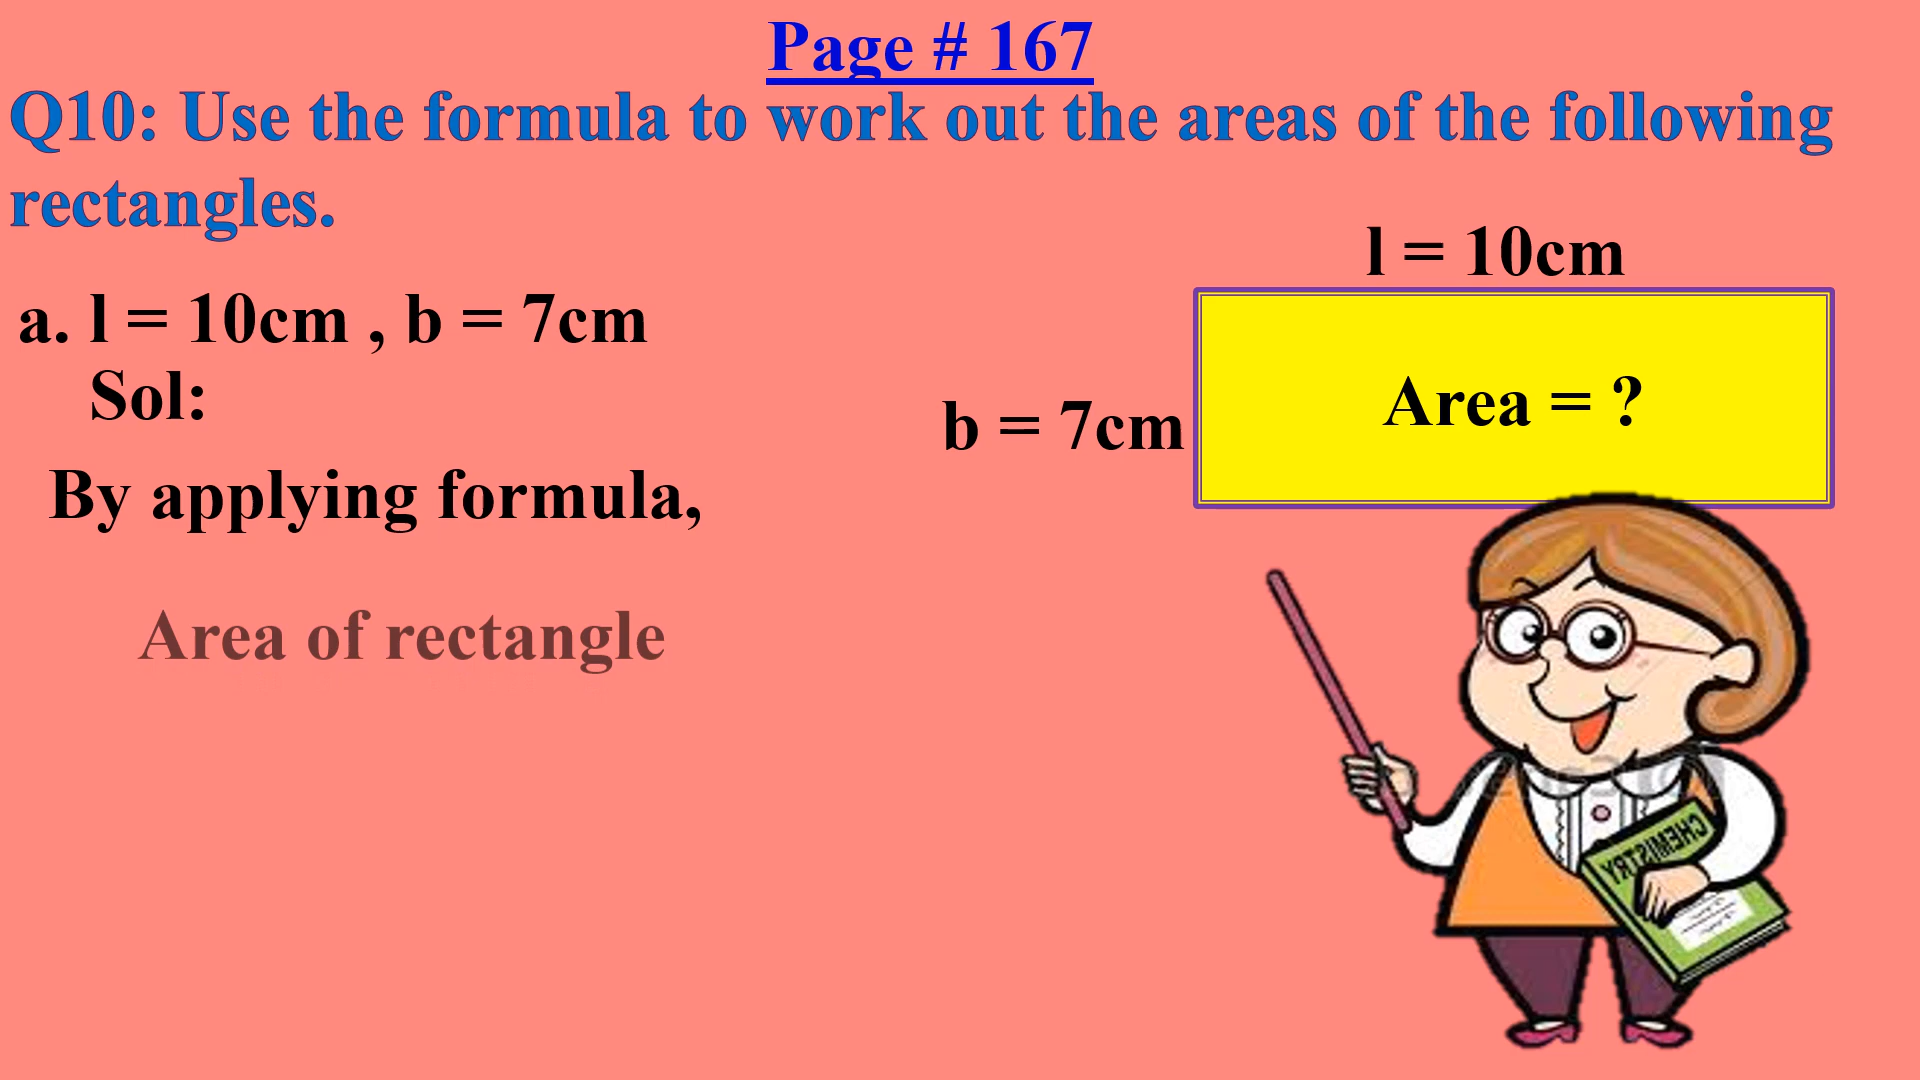 Page # 167
Q10: Use the formula to work out the areas of the following
rectangles.
l = 10cm
a. l = 10cm , b = 7cm
Sol:
b = 7cm
Area = ?
By applying formula,
Area of rectangle
CHEMISTRY